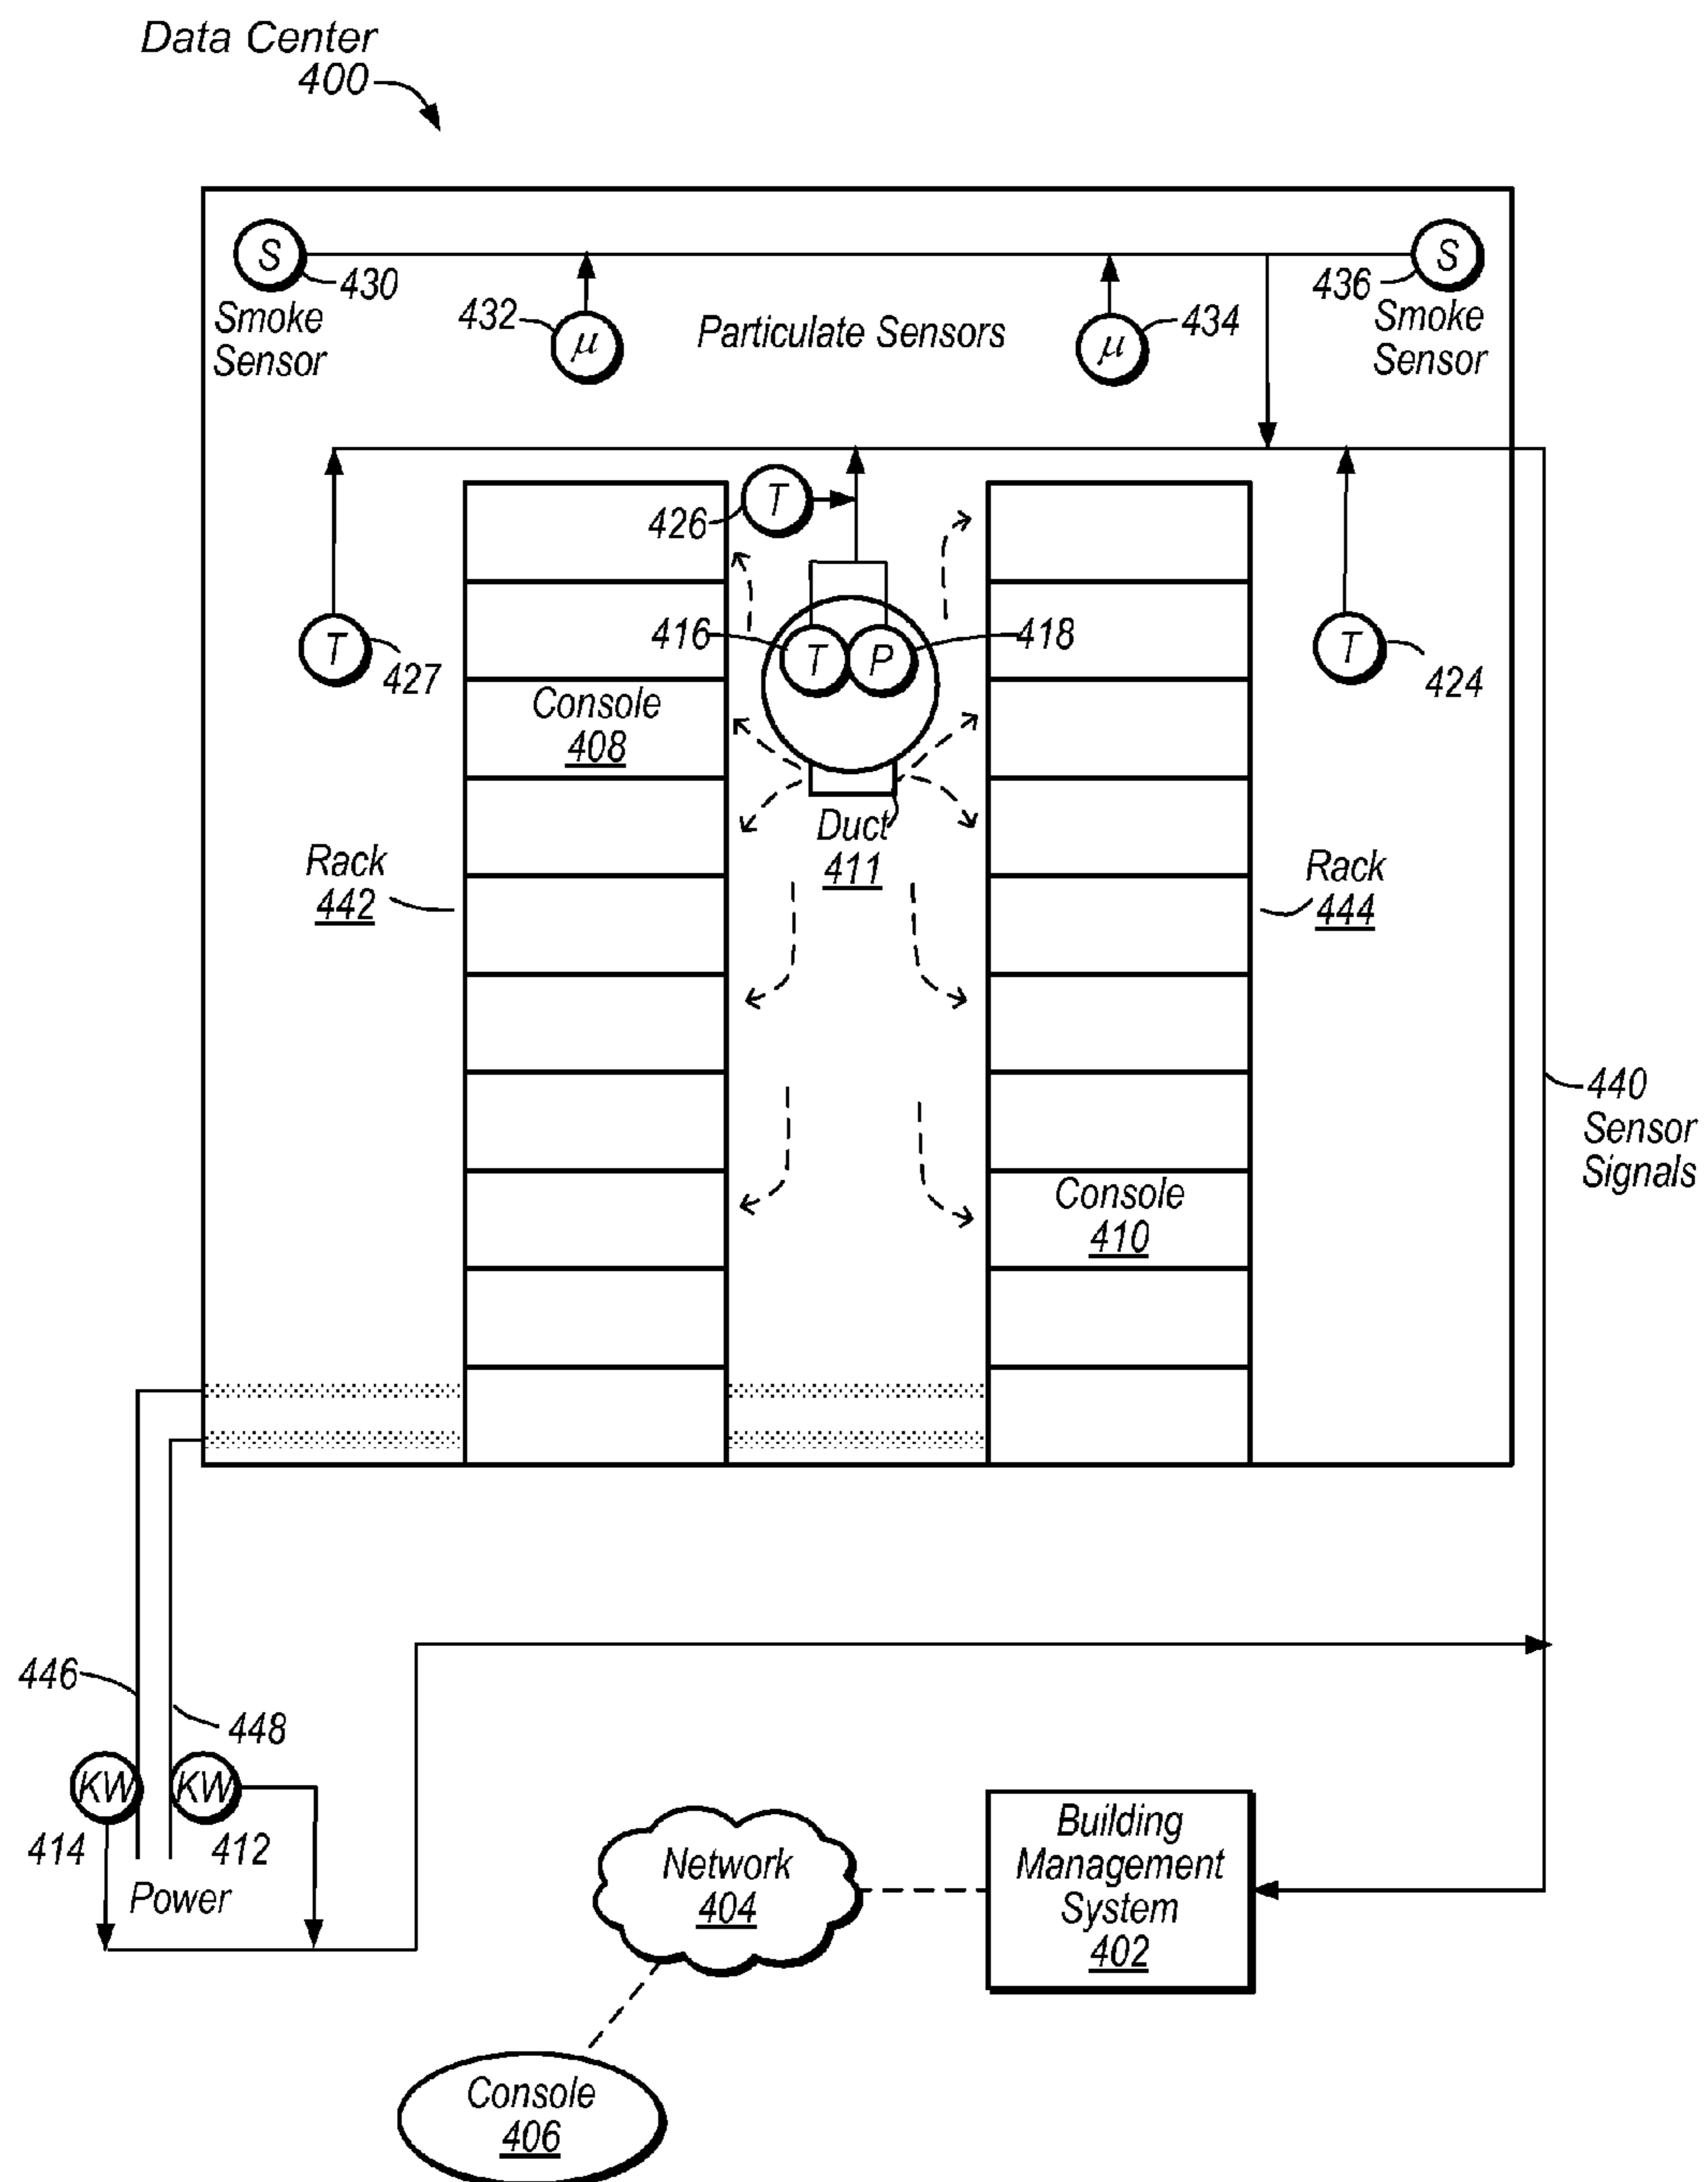 Data Center
400
S
430
Smoke
Sensor
432
μ
Particulate Sensors
μ
434
S
436
Smoke
Sensor
T
426
T
427
416
T
P
418
T
424
Console
408
Duct
411
Rack
442
Rack
444
440
Sensor
Signals
Console
410
446
448
KW
KW
414
412
Power
Network
404
Building
Management
System
402
Console
406